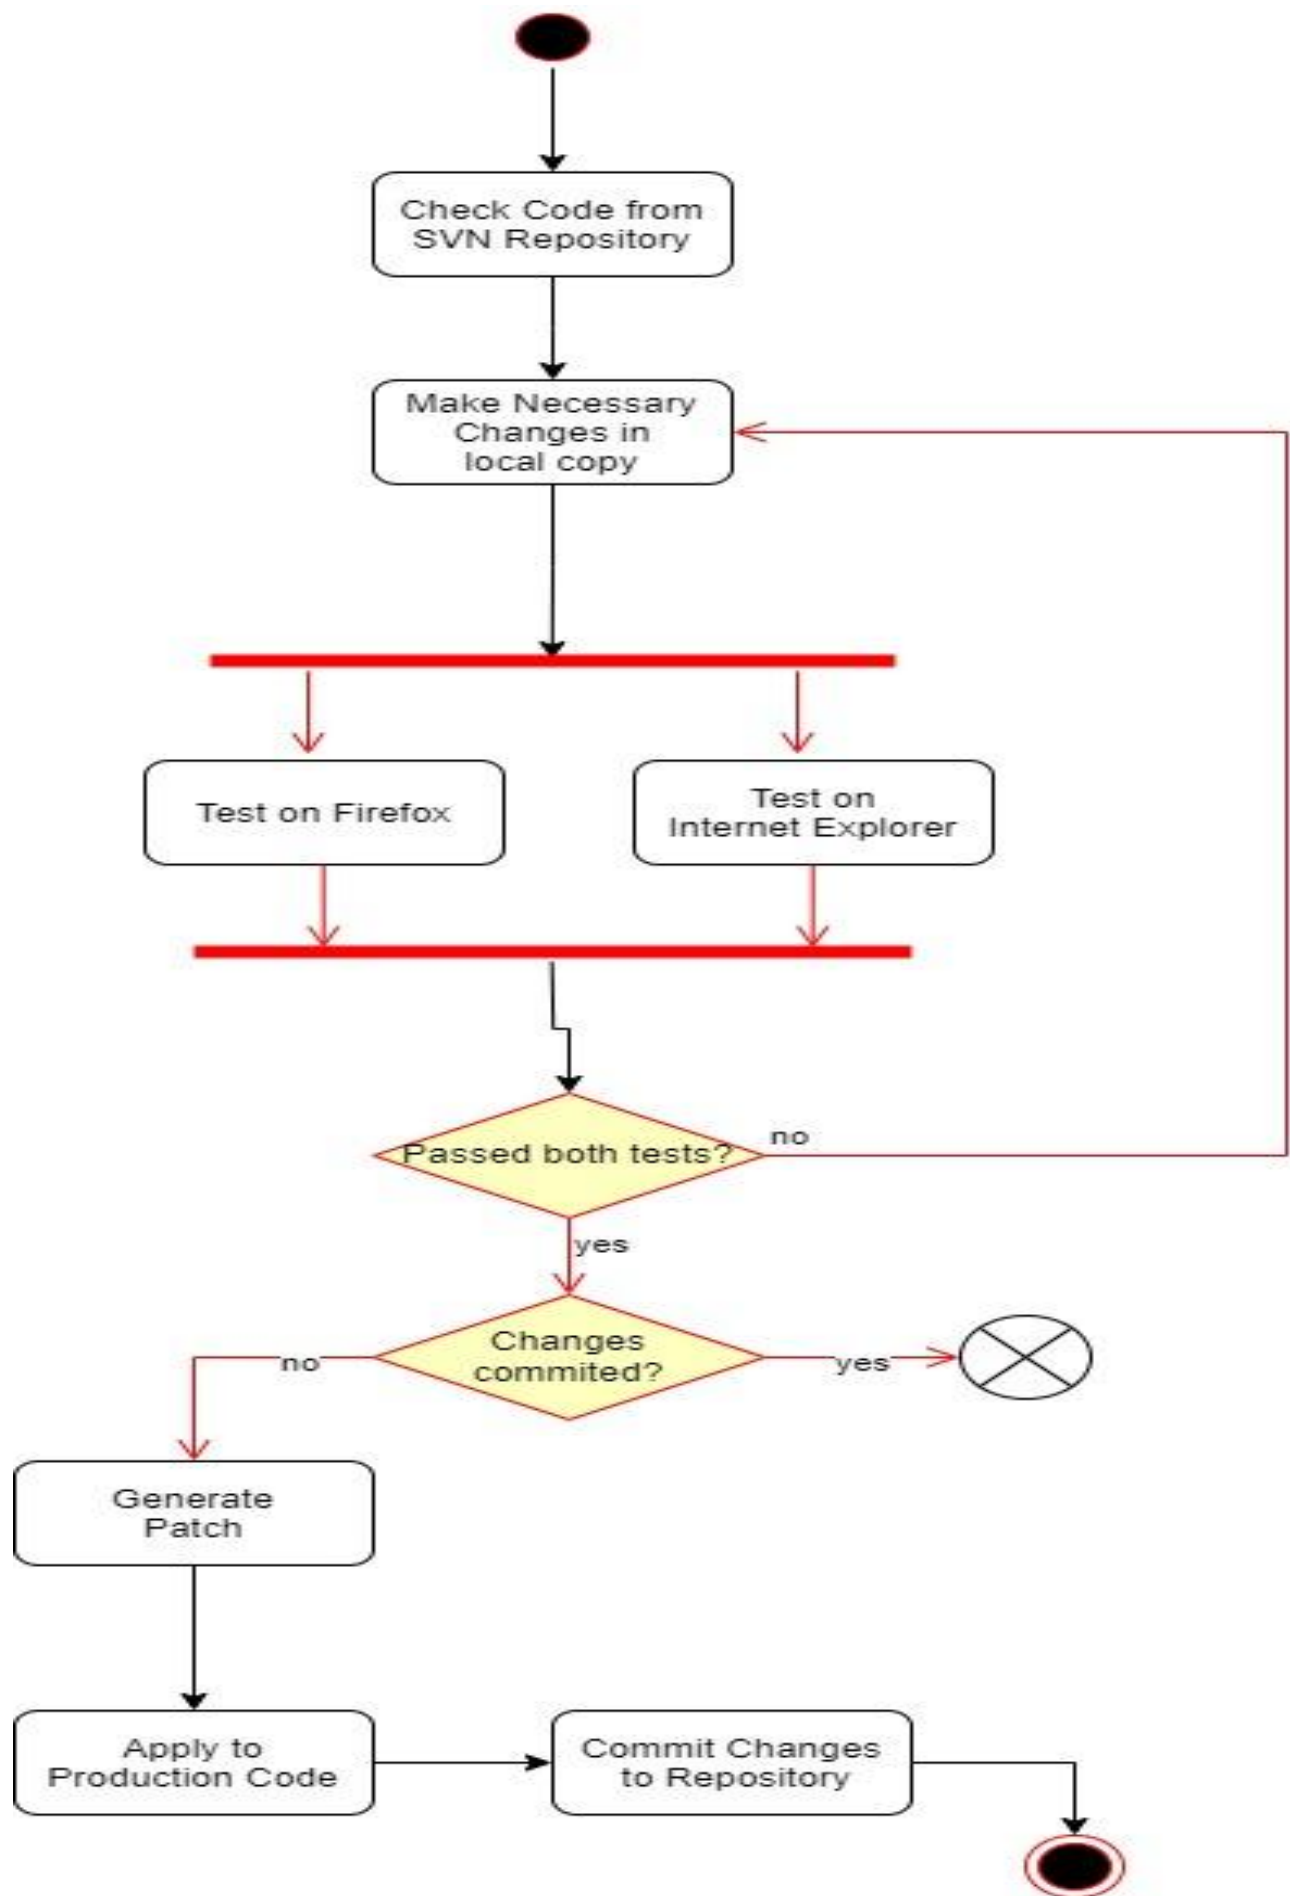 Check Code from
SVN Repository
Make Necessary
Changes in
local copy
Test on Firefox
Test on
Internet Explorer
Passed both tests?
no
yes
Changes
commited?
no
yes
Generate
Patch
Apply to
Production Code
Commit Changes
to Repository